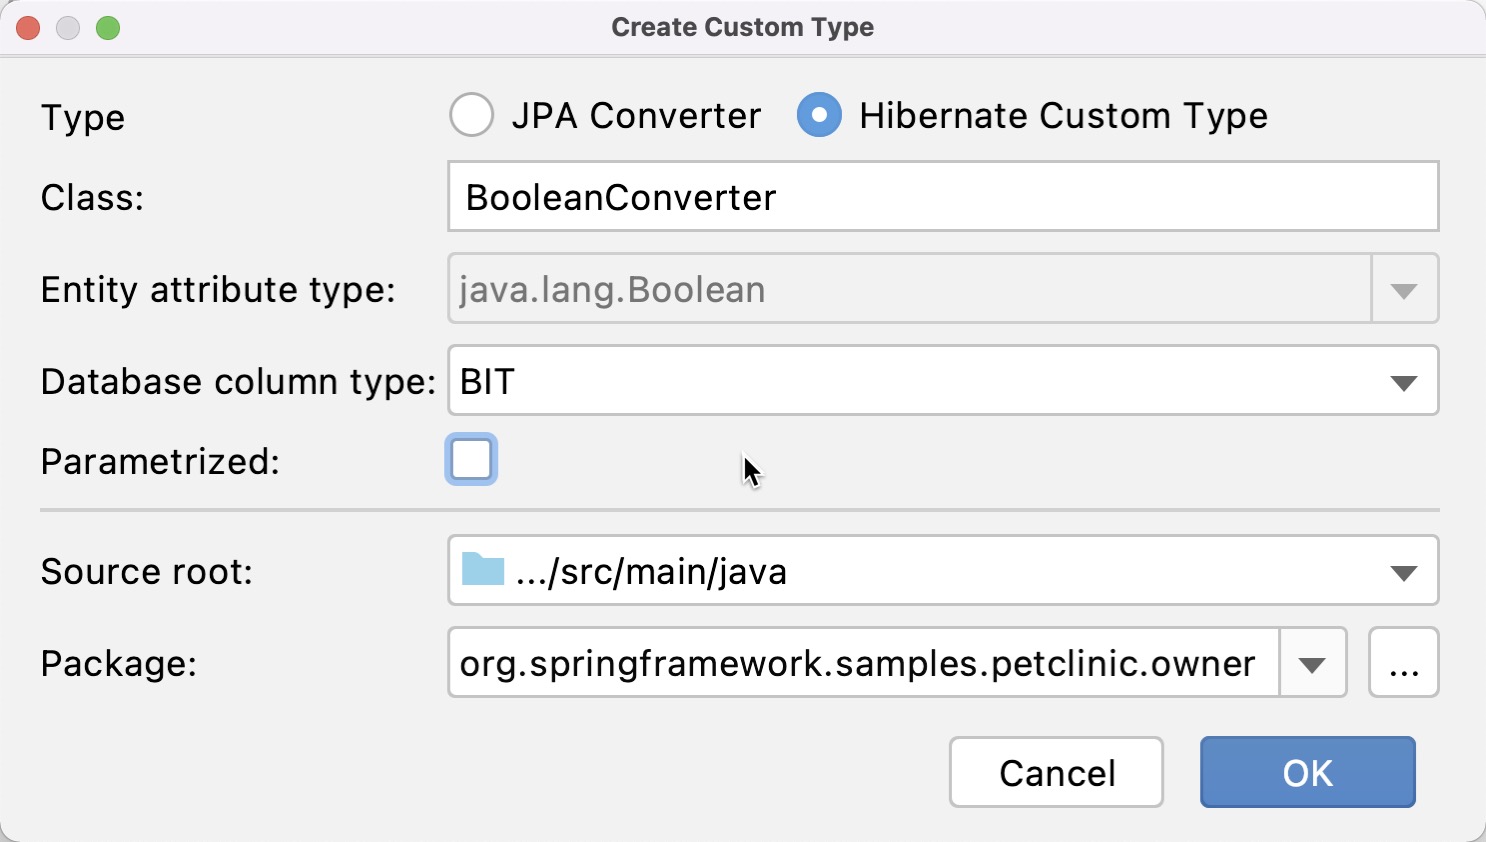 Create Custom Type
Type JPA Converter Hibernate Custom Type
Class: BooleanConverter
Entity attribute type: java.lang.Boolean
Database column type: BIT
Parametrized:
Source root: .../src/main/java
Package: org.springframework.samples.petclinic.owner ...
Cancel OK